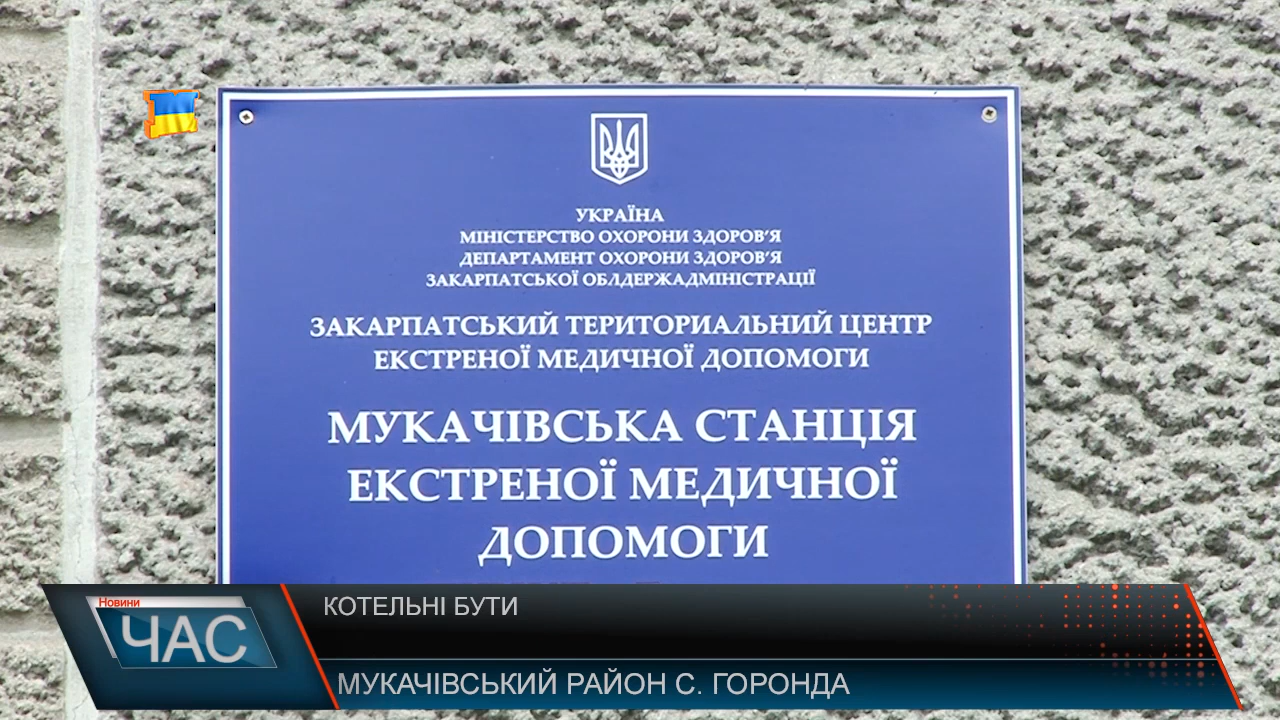 УКРАЇНА
МІНІСТЕРСТВО ОХОРОНИ ЗДОРОВ'Я
ДЕПАРТАМЕНТ ОХОРОНИ ЗДОРОВ'Я
ЗАКАРПАТСЬКОЇ ОБЛДЕРЖАДМІНІСТРАЦІЇ
ЗАКАРПАТСЬКИЙ ТЕРИТОРИАЛЬНИЙ ЦЕНТР
ЕКСТРЕНОЇ МЕДИЧНОЇ ДОПОМОГИ
МУКАЧІВСЬКА СТАНЦІЯ
ЕКСТРЕНОЇ МЕДИЧНОЇ
ДОПОМОГИ
Новини
ЧАС
КОТЕЛЬНІ БУТИ
МУКАЧІВСЬКИЙ РАЙОН С. ГОРОНДА